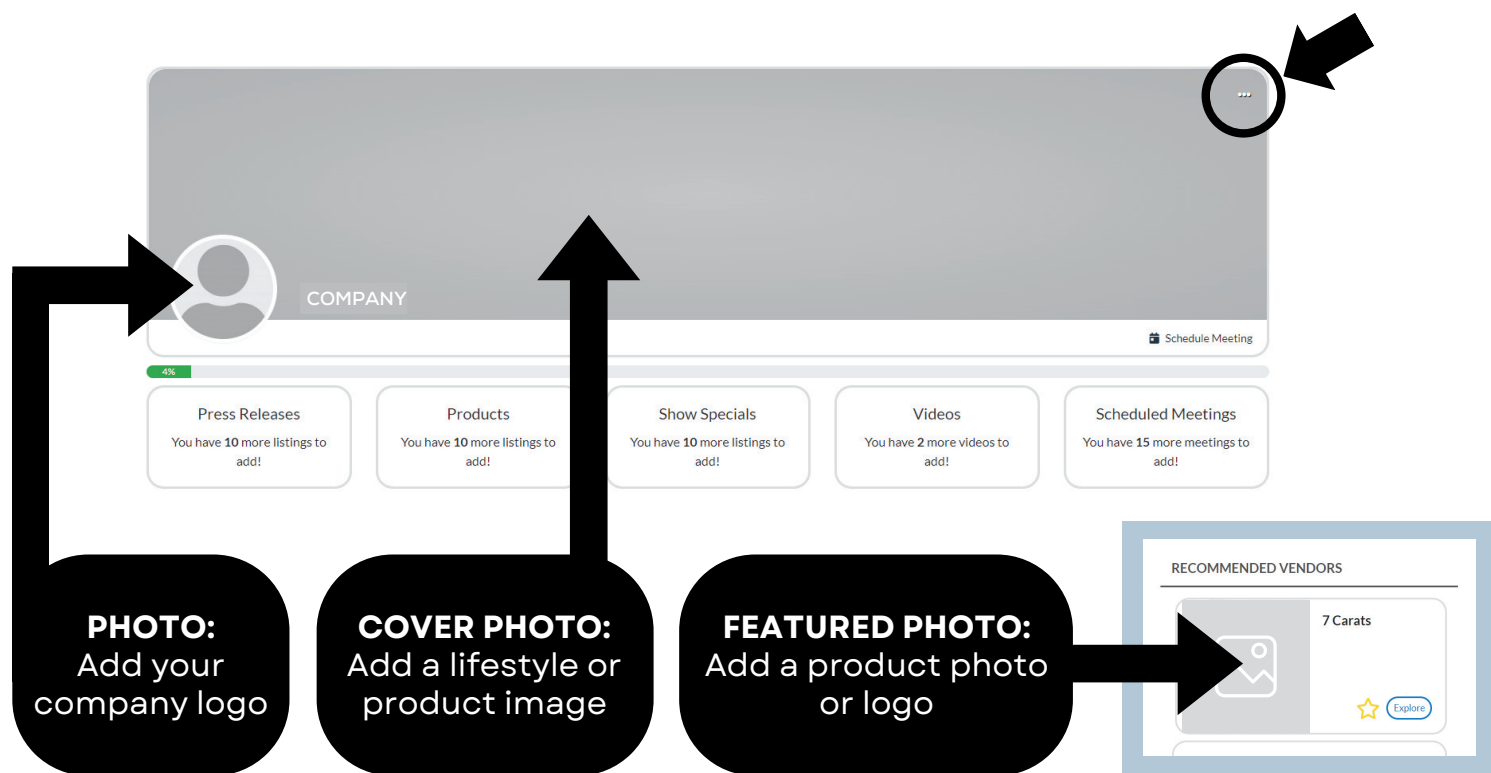 ...
COMPANY
Schedule Meeting
4%
Press Releases
You have 10 more listings to
add!
Products
You have 10 more listings to
add!
Show Specials
You have 10 more listings to
add!
Videos
You have 2 more videos to
add!
Scheduled Meetings
You have 15 more meetings to
add!
PHOTO:
Add your
company logo
COVER PHOTO:
Add a lifestyle or
product image
FEATURED PHOTO:
Add a product photo
or logo
RECOMMENDED VENDORS
7 Carats
Explore